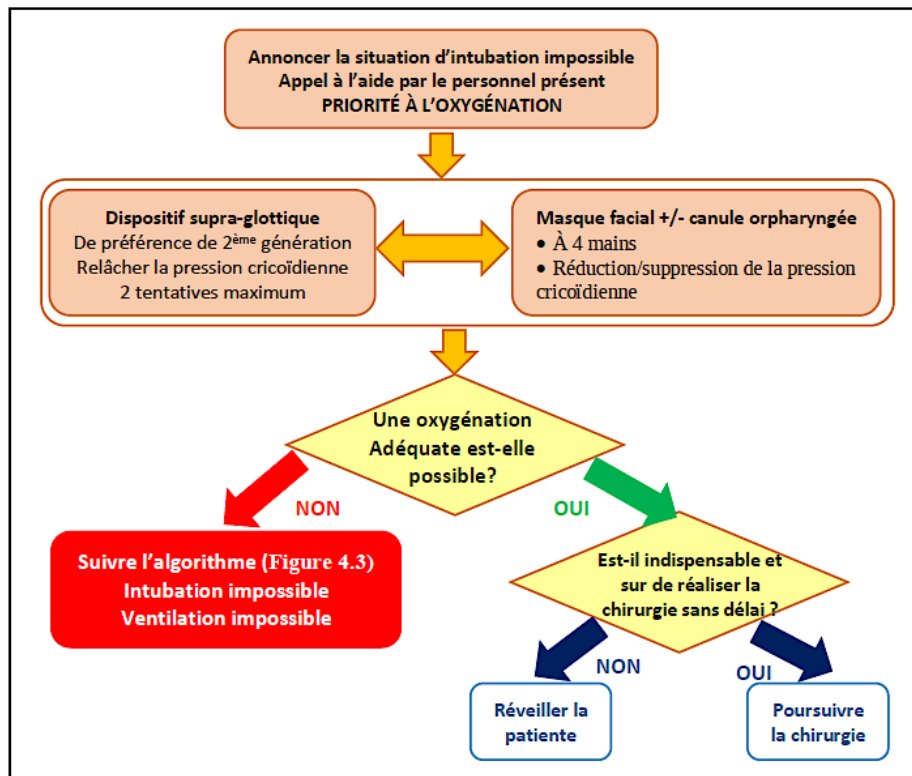 Annoncer la situation d'intubation impossible
Appel à l'aide par le personnel présent
PRIORITÉ À L'OXYGÉNATION
Dispositif supra-glottique
De préférence de 2ème génération
Relâcher la pression cricoïdienne
2 tentatives maximum
Masque facial +/- canule orpharyngée
• À 4 mains
• Réduction/suppression de la pression
cricoïdienne
Une oxygénation
Adéquate est-elle
possible?
NON
OUI
Suivre l'algorithme (Figure 4.3)
Intubation impossible
Ventilation impossible
Est-il indispensable et
sur de réaliser la
chirurgie sans délai ?
NON
OUI
Réveiller la
patiente
Poursuivre
la chirurgie